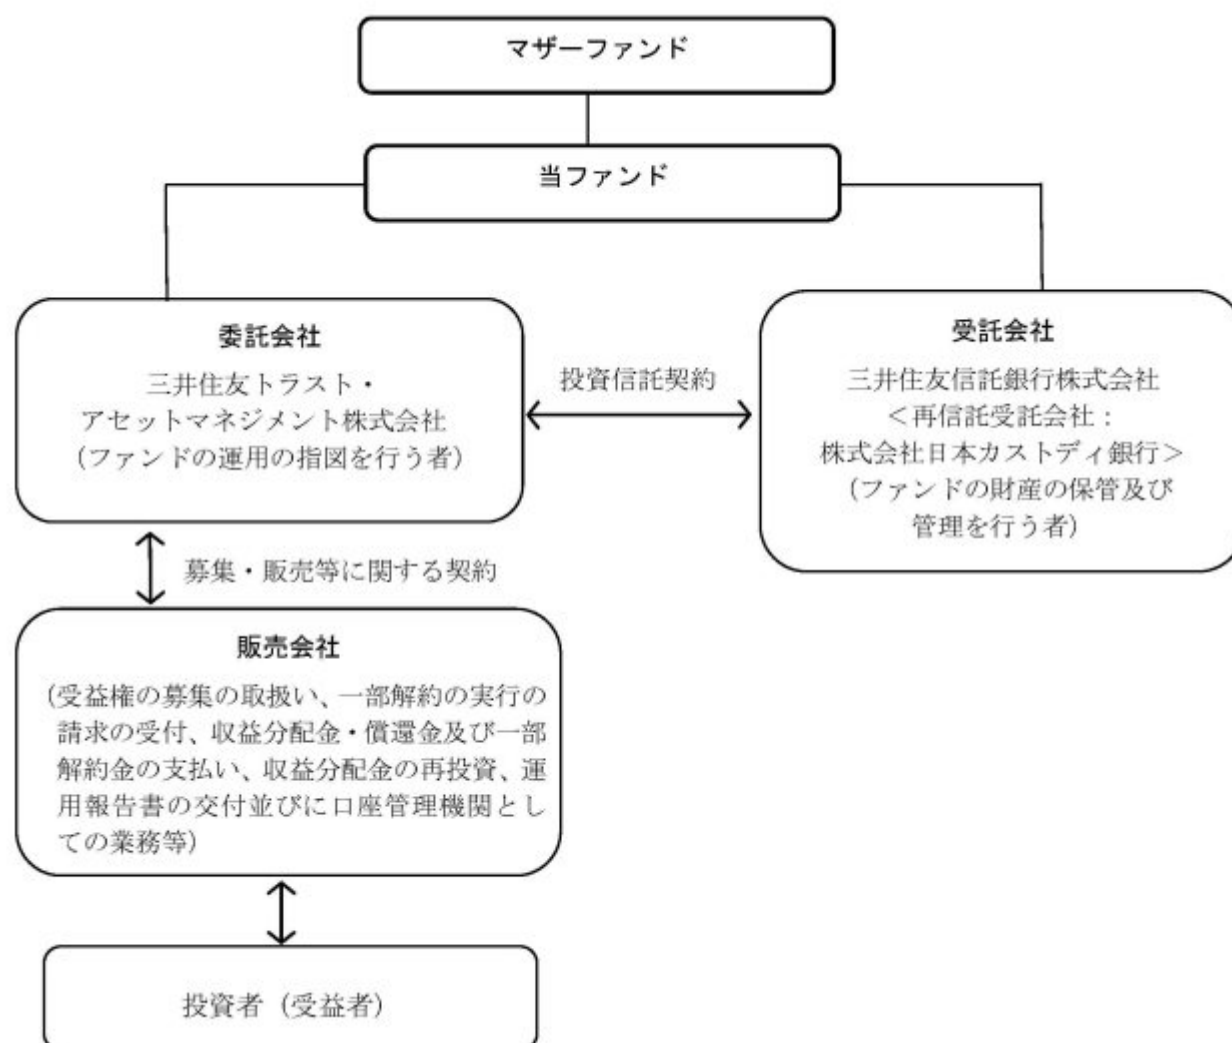 マザーファンド
当ファンド
委託会社
三井住友トラスト・
アセットマネジメント株式会社
（ファンドの運用の指図を行う者）
投資信託契約
受託会社
三井住友信託銀行株式会社
＜再信託受託会社：
株式会社日本カストディ銀行＞
（ファンドの財産の保管及び
管理を行う者）
募集・販売等に関する契約
販売会社
（受益権の募集の取扱い、一部解約の実行の
請求の受付、収益分配金・償還金及び一部
解約金の支払い、収益分配金の再投資、運
用報告書の交付並びに口座管理機関とし
ての業務等）
投資者（受益者）